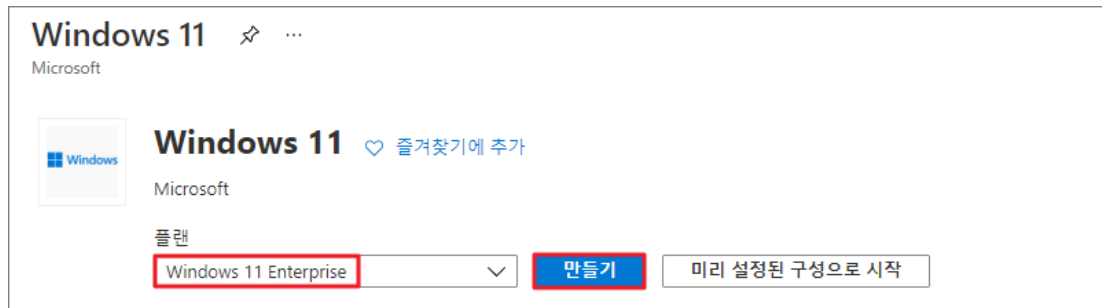 Windows 11 ...
Microsoft
Windows
Windows 11 즐겨찾기에 추가
Microsoft
플랜
Windows 11 Enterprise 만들기 미리 설정된 구성으로 시작